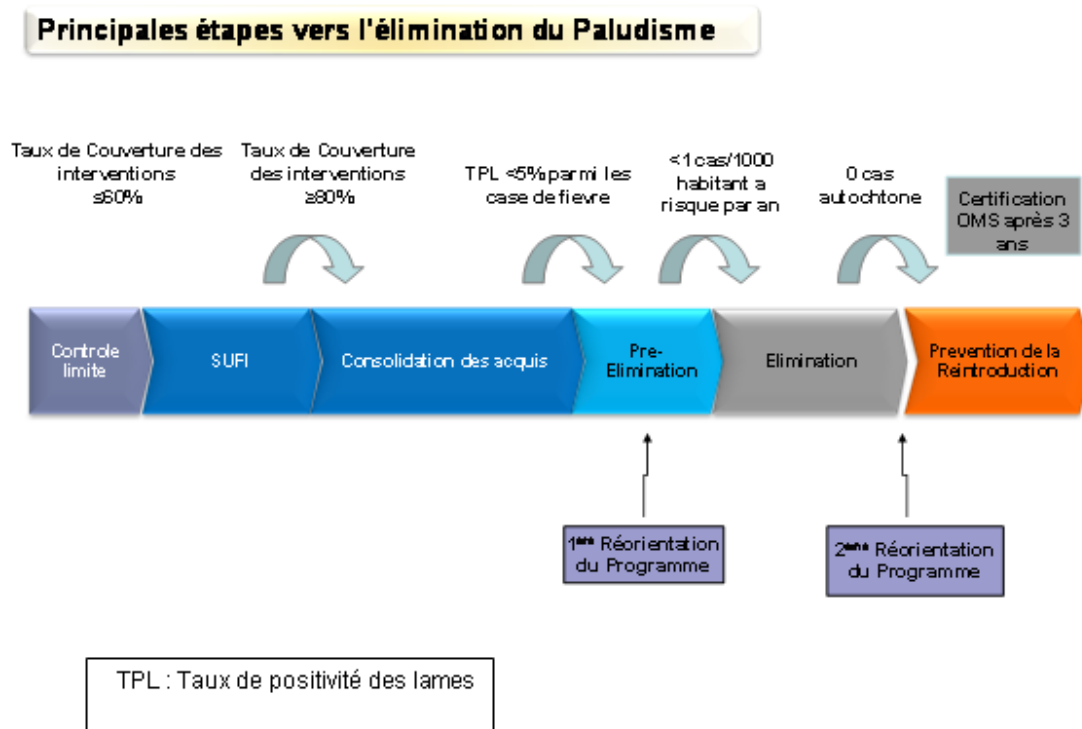 Principales étapes vers l'élimination du Paludisme
Taux de Couverture des
interventions
≤60%
Taux de Couverture
des interventions
≥80%
TPL <5% parmi les
case de fievre
<1 cas/1000
habitant a
risque par an
0 cas
autochtone
Certification
OMS après 3
ans
Controle
limite
SUFI
Consolidation des acquis
Pre-
Elimination
Elimination
Prevention de la
Reintroduction
1ère Réorientation
du Programme
2ème Réorientation
du Programme
TPL : Taux de positivité des lames